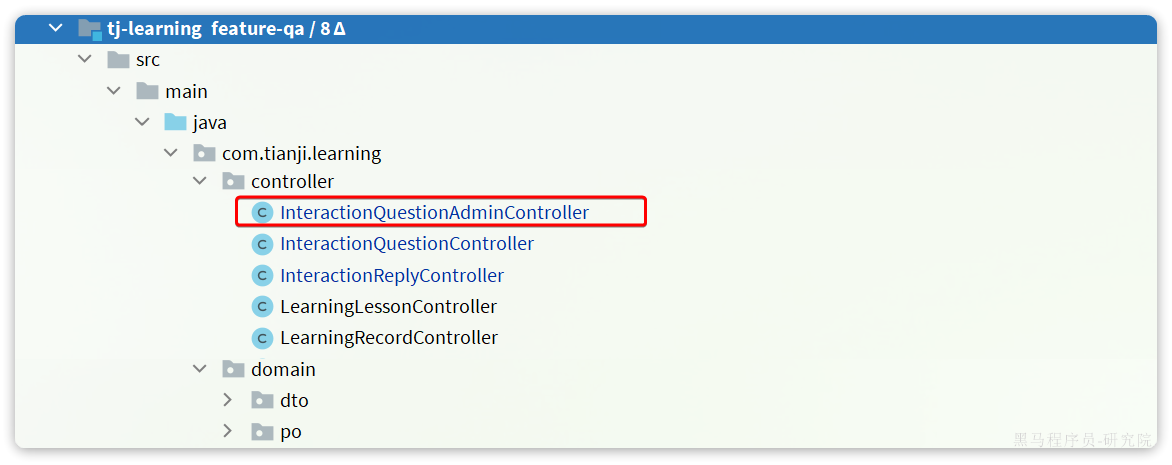 tj-learning feature-qa / 8 Δ
src
main
java
com.tianji.learning
controller
C InteractionQuestionAdminController
C InteractionQuestionController
C InteractionReplyController
C LearningLessonController
C LearningRecordController
domain
dto
po
黑马程序员-研究院